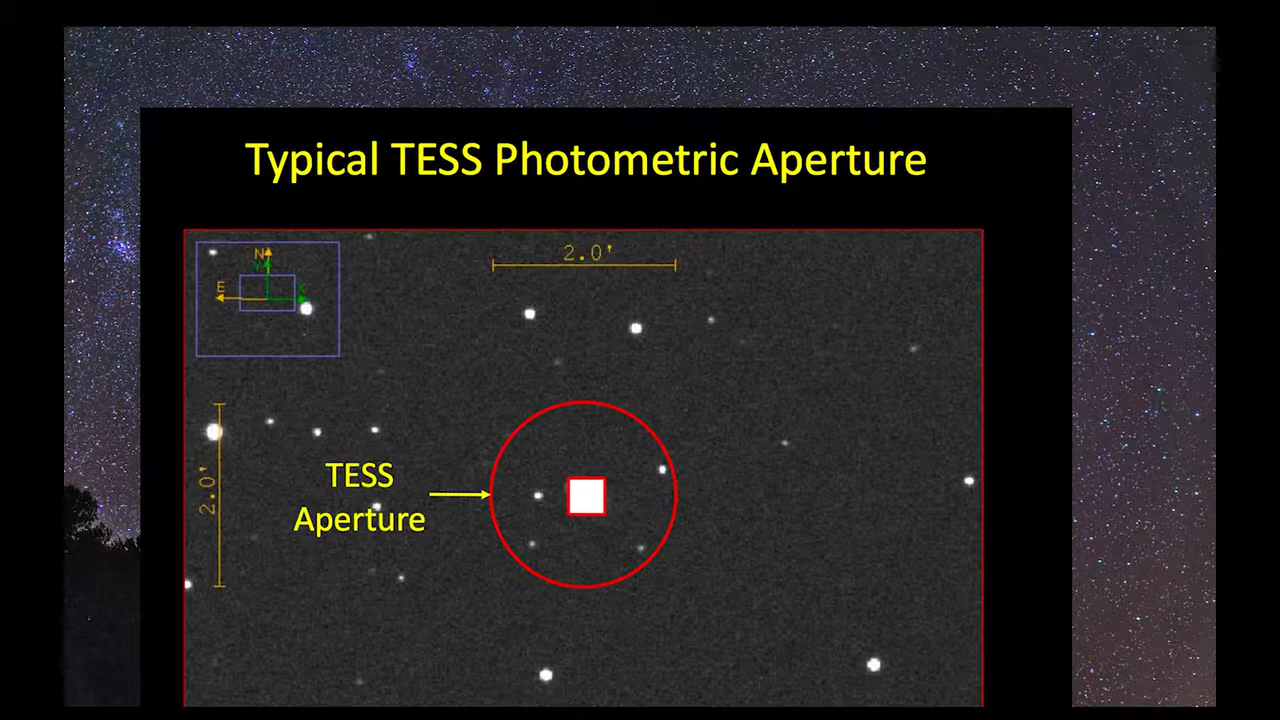 Typical TESS Photometric Aperture
2.0'
N
Y
E
X
2.0'
TESS
Aperture